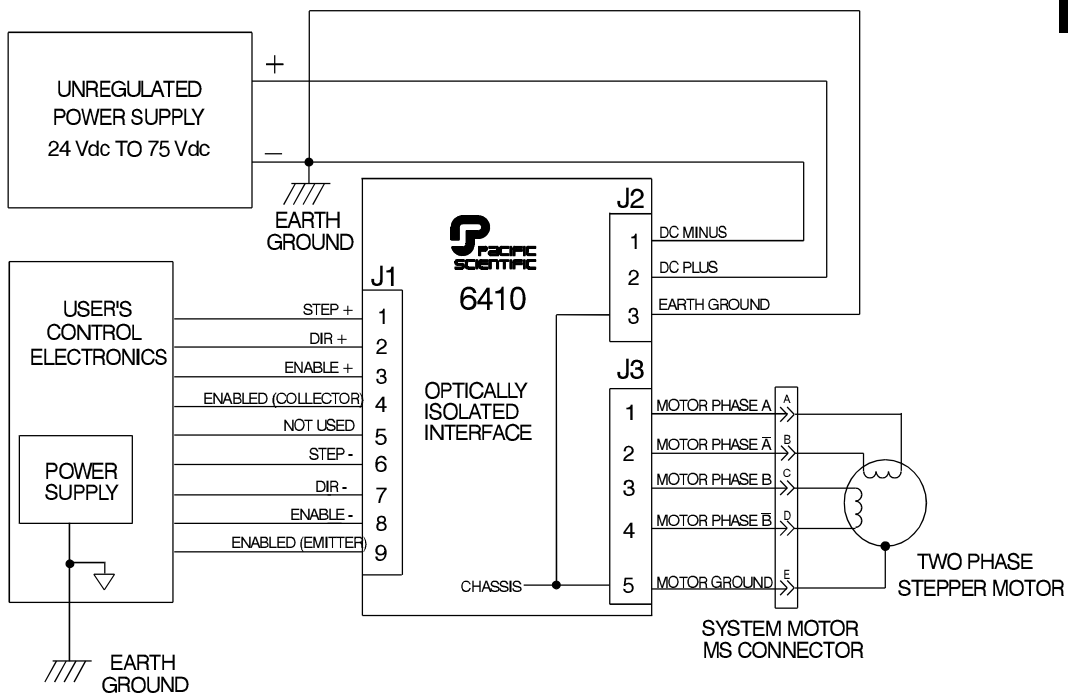 UNREGULATED
POWER SUPPLY
24 Vdc TO 75 Vdc
+
–
EARTH
GROUND
PACIFIC
SCIENTIFIC
6410
OPTICALLY
ISOLATED
INTERFACE
CHASSIS
USER'S
CONTROL
ELECTRONICS
POWER
SUPPLY
EARTH
GROUND
J1
STEP + 1
DIR + 2
ENABLE + 3
ENABLED (COLLECTOR) 4
NOT USED 5
STEP - 6
DIR - 7
ENABLE - 8
ENABLED (EMITTER) 9
J2
1 DC MINUS
2 DC PLUS
3 EARTH GROUND
J3
1 MOTOR PHASE A A
2 MOTOR PHASE A̅ B
3 MOTOR PHASE B C
4 MOTOR PHASE B̅ D
5 MOTOR GROUND E
TWO PHASE
STEPPER MOTOR
SYSTEM MOTOR
MS CONNECTOR